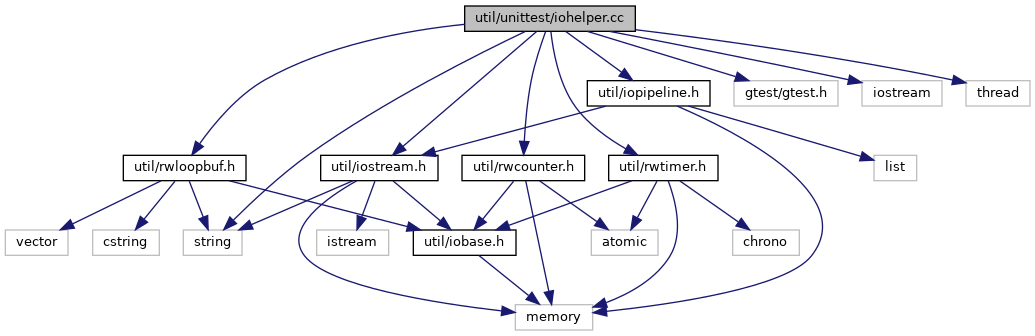 util/unittest/iohelper.cc
util/iopipeline.h
gtest/gtest.h
iostream
thread
util/rwloopbuf.h
util/iostream.h
util/rwcounter.h
util/rwtimer.h
list
vector
cstring
string
istream
util/iobase.h
atomic
chrono
memory